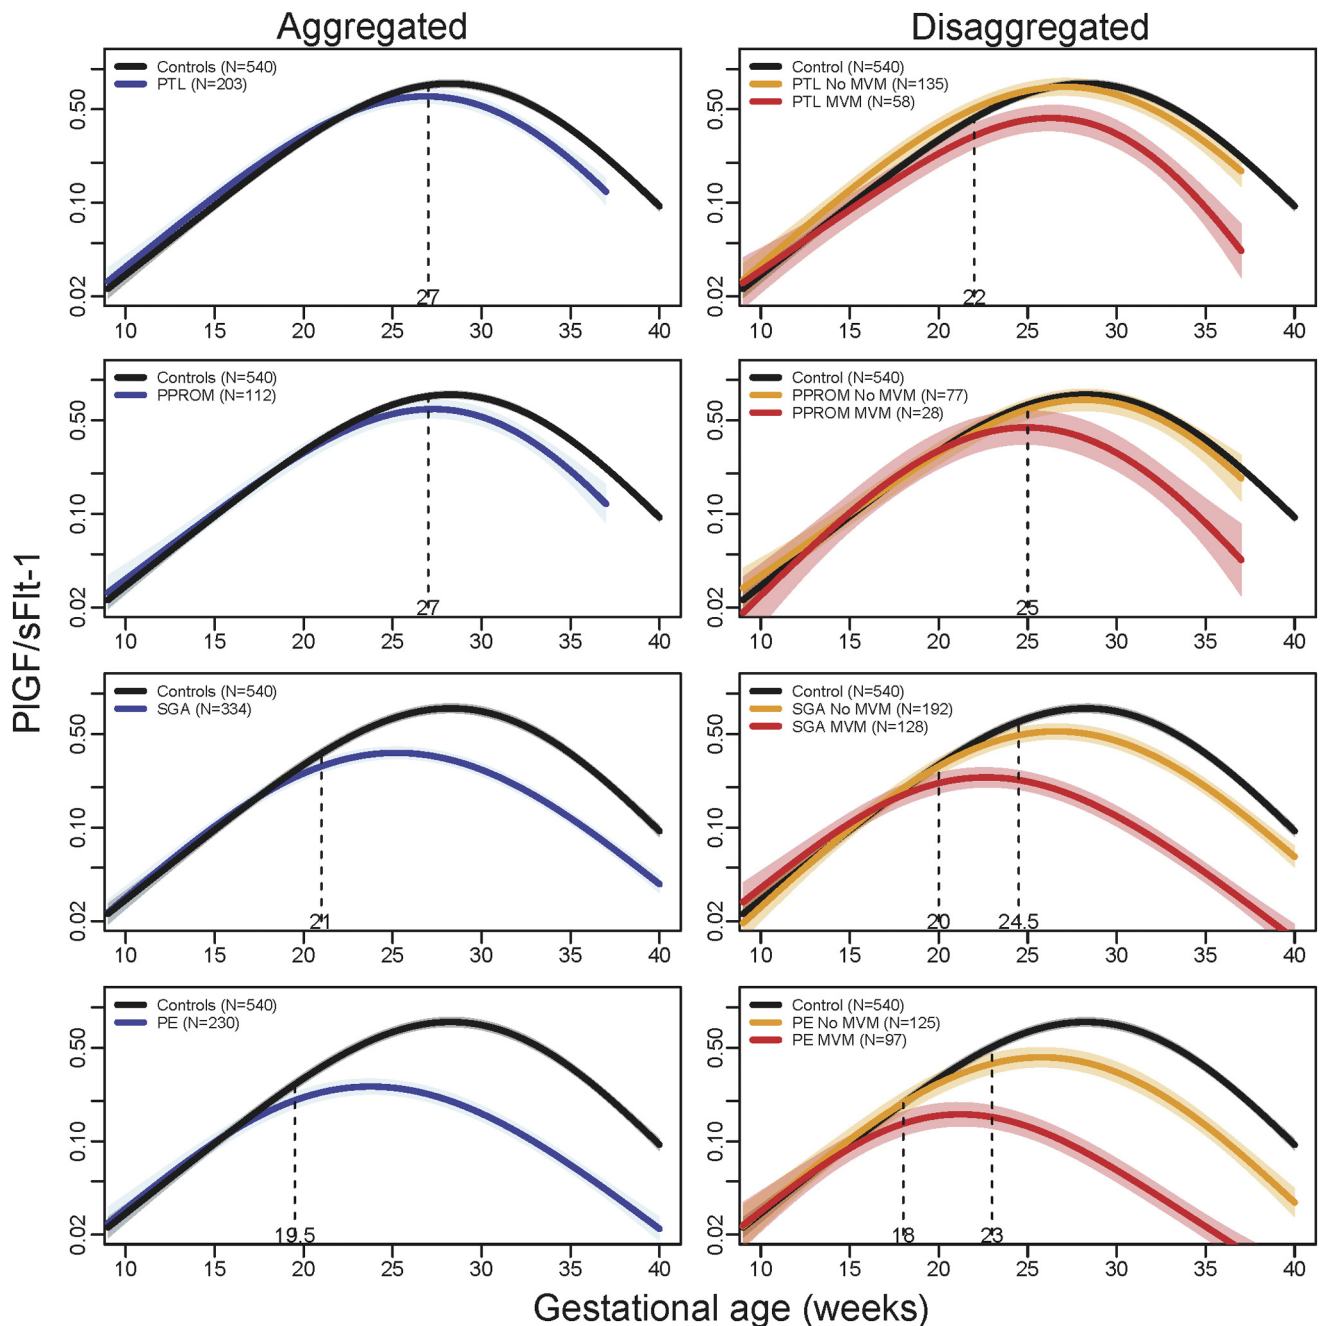 Aggregated
Disaggregated
PlGF/sFlt-1
Controls (N=540)
PTL (N=203)
0.50
0.10
0.02
27
10 15 20 25 30 35 40
Control (N=540)
PTL No MVM (N=135)
PTL MVM (N=58)
0.50
0.10
0.02
22
10 15 20 25 30 35 40
Controls (N=540)
PPROM (N=112)
0.50
0.10
0.02
27
10 15 20 25 30 35 40
Control (N=540)
PPROM No MVM (N=77)
PPROM MVM (N=28)
0.50
0.10
0.02
25
10 15 20 25 30 35 40
Controls (N=540)
SGA (N=334)
0.50
0.10
0.02
21
10 15 20 25 30 35 40
Control (N=540)
SGA No MVM (N=192)
SGA MVM (N=128)
0.50
0.10
0.02
20 24.5
10 15 20 25 30 35 40
Controls (N=540)
PE (N=230)
0.50
0.10
0.02
19.5
10 15 20 25 30 35 40
Control (N=540)
PE No MVM (N=125)
PE MVM (N=97)
0.50
0.10
0.02
18 23
10 15 20 25 30 35 40
Gestational age (weeks)